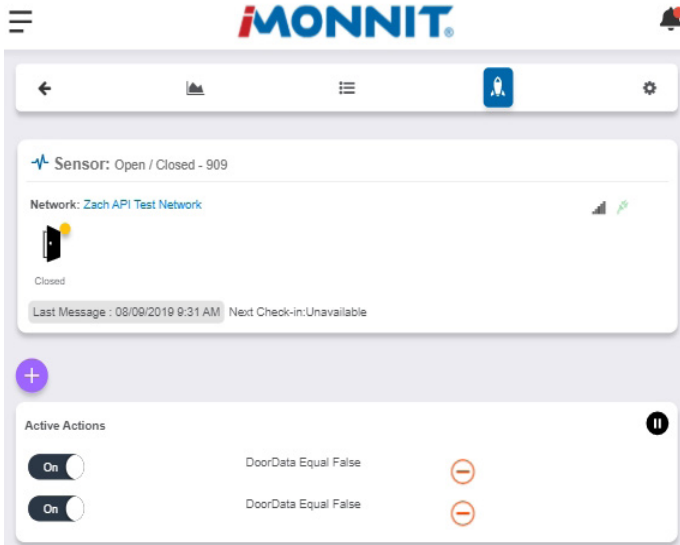 iMONNIT®
Sensor: Open / Closed - 909
Network: Zach API Test Network
Closed
Last Message : 08/09/2019 9:31 AM Next Check-in:Unavailable
Active Actions
On DoorData Equal False
On DoorData Equal False